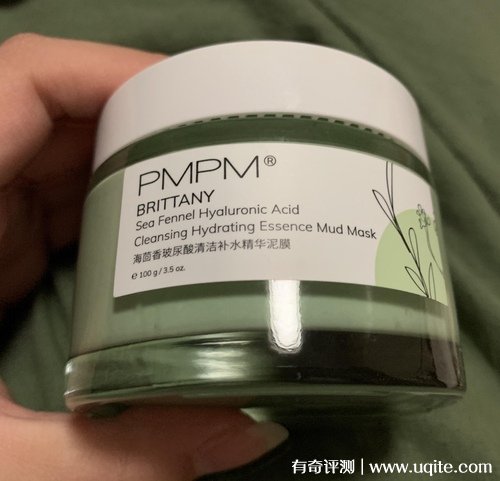 PMPM®
BRITTANY
Sea Fennel Hyaluronic Acid
Cleansing Hydrating Essence Mud Mask
海茴香玻尿酸清洁补水精华泥膜
℮ 100 g / 3.5 oz.
有奇评测 | www.uqite.com